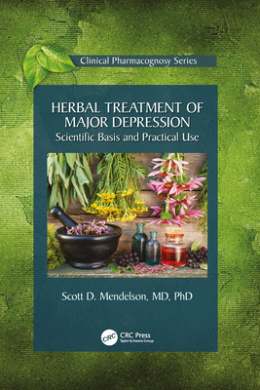 Clinical Pharmacognosy Series
HERBAL TREATMENT OF
MAJOR DEPRESSION
Scientific Basis and Practical Use
Scott D. Mendelson, MD, PhD
CRC
CRC Press
Taylor & Francis Group